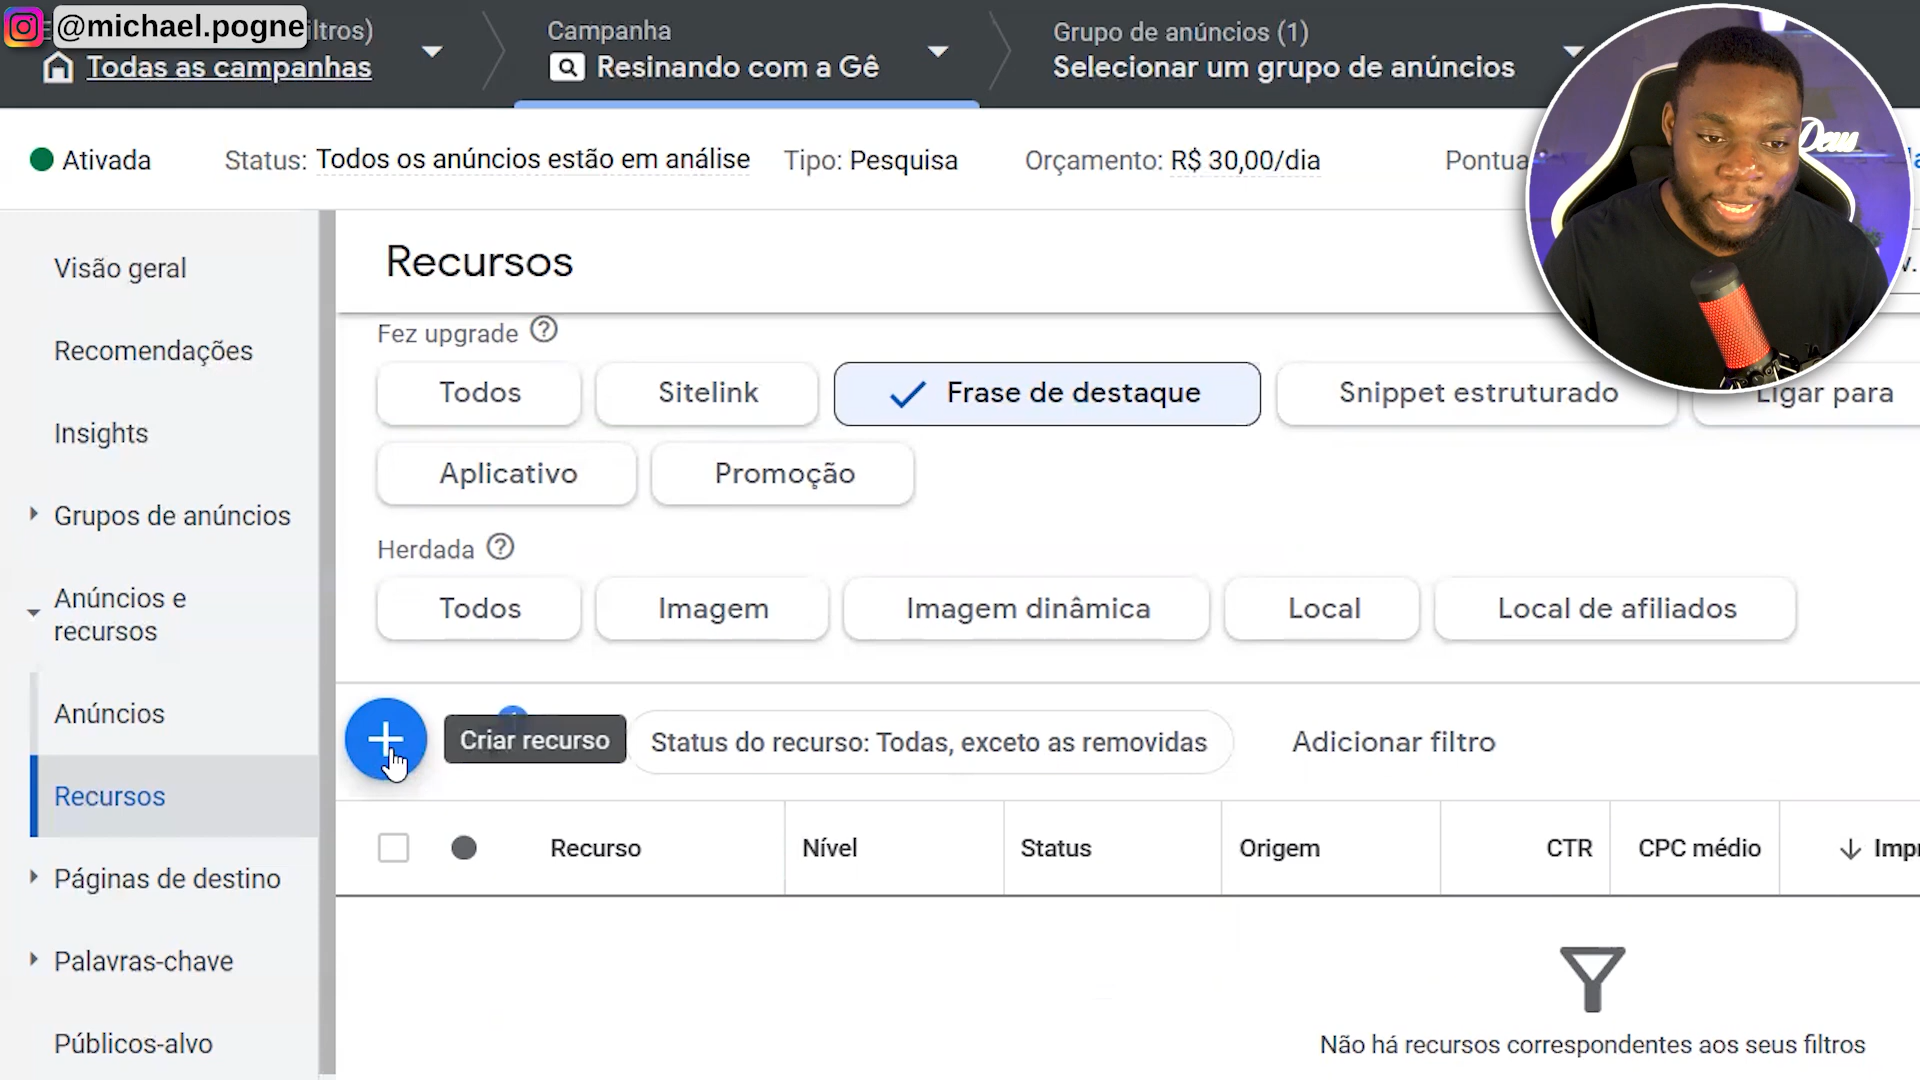 @michael.pogne
iltros)
Todas as campanhas
Campanha
Resinando com a Gê
Grupo de anúncios (1)
Selecionar um grupo de anúncios
Ativada
Status: Todos os anúncios estão em análise
Tipo: Pesquisa
Orçamento: R$ 30,00/dia
Pontua
Visão geral
Recomendações
Insights
Grupos de anúncios
Anúncios e
recursos
Anúncios
Recursos
Páginas de destino
Palavras-chave
Públicos-alvo
Recursos
Fez upgrade
Todos
Sitelink
Frase de destaque
Snippet estruturado
Ligar para
Aplicativo
Promoção
Herdada
Todos
Imagem
Imagem dinâmica
Local
Local de afiliados
Criar recurso
Status do recurso: Todas, exceto as removidas
Adicionar filtro
Recurso
Nível
Status
Origem
CTR
CPC médio
Impr
Não há recursos correspondentes aos seus filtros